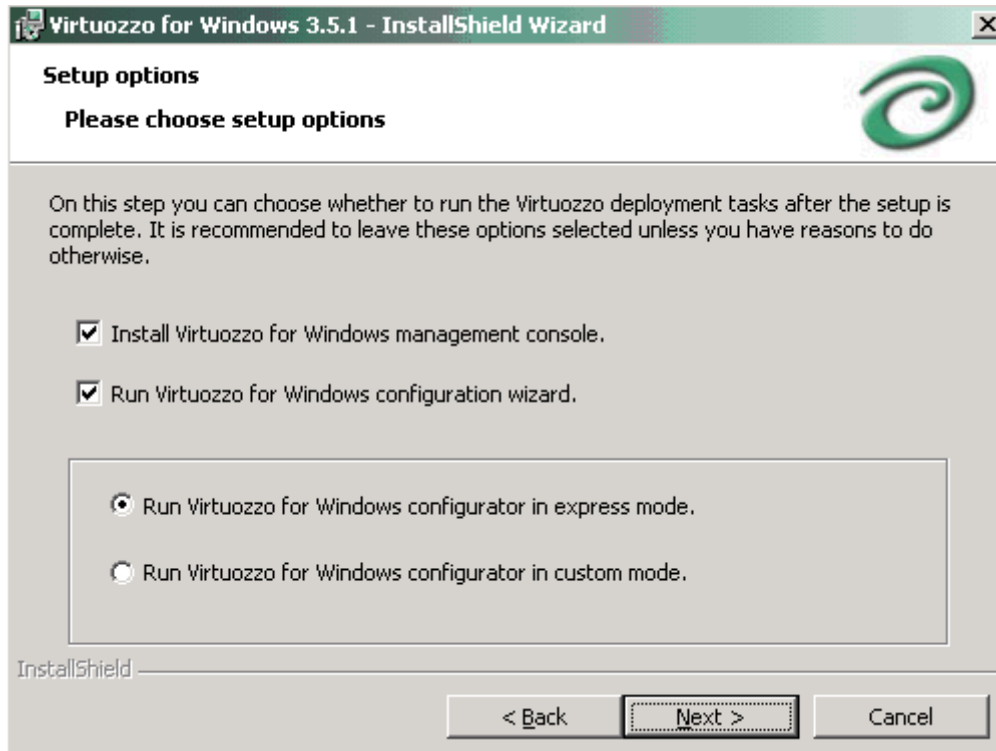 Virtuozzo for Windows 3.5.1 - InstallShield Wizard
Setup options
Please choose setup options
On this step you can choose whether to run the Virtuozzo deployment tasks after the setup is
complete. It is recommended to leave these options selected unless you have reasons to do
otherwise.
Install Virtuozzo for Windows management console.
Run Virtuozzo for Windows configuration wizard.
Run Virtuozzo for Windows configurator in express mode.
Run Virtuozzo for Windows configurator in custom mode.
InstallShield
< Back Next > Cancel